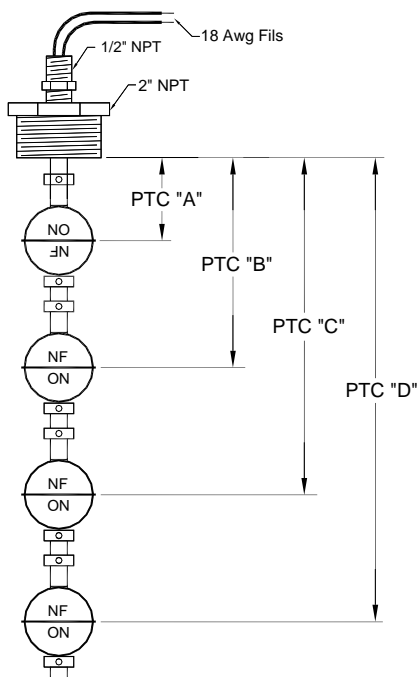 18 Awg Fils
1/2" NPT
2" NPT
PTC "A"
ON
NF
PTC "B"
PTC "C"
NF
ON
PTC "D"
NF
ON
NF
ON